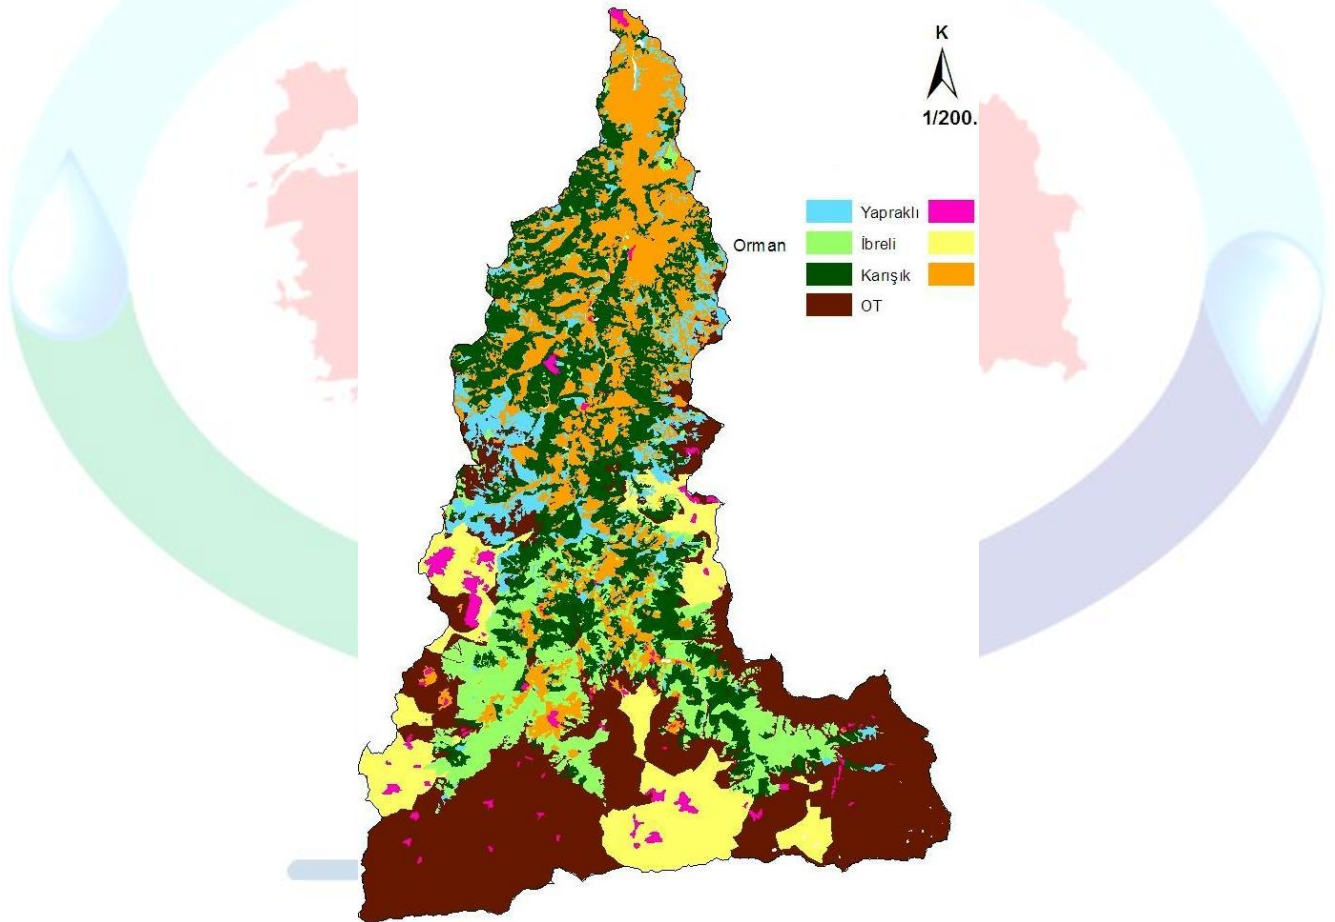 K
1/200.
Yapraklı
Orman
İbreli
Karışık
OT